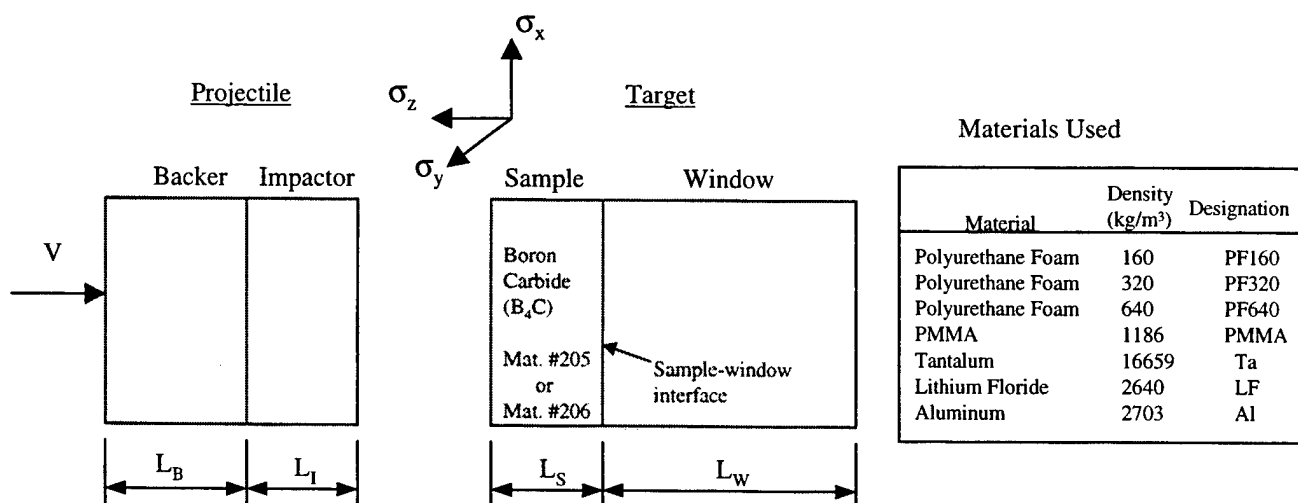 σx
Projectile
σz
Target
σy
Materials Used
Backer
Impactor
Sample
Window
V
Boron
Carbide
(B4C)
Mat. #205
or
Mat. #206
Sample-window
interface
LB
LI
LS
LW
Material Density (kg/m³) Designation
Polyurethane Foam 160 PF160
Polyurethane Foam 320 PF320
Polyurethane Foam 640 PF640
PMMA 1186 PMMA
Tantalum 16659 Ta
Lithium Floride 2640 LF
Aluminum 2703 Al